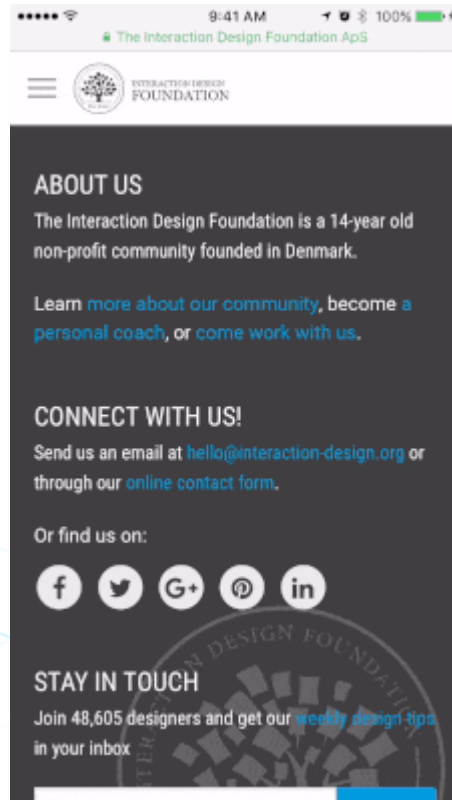 9:41 AM 100%
The Interaction Design Foundation ApS
INTERACTION DESIGN
FOUNDATION
ABOUT US
The Interaction Design Foundation is a 14-year old
non-profit community founded in Denmark.
Learn more about our community, become a
personal coach, or come work with us.
CONNECT WITH US!
Send us an email at hello@interaction-design.org or
through our online contact form.
Or find us on:
f G+ in
INTERACTION DESIGN FOUNDATION
STAY IN TOUCH
Join 48,605 designers and get our weekly design tips
in your inbox